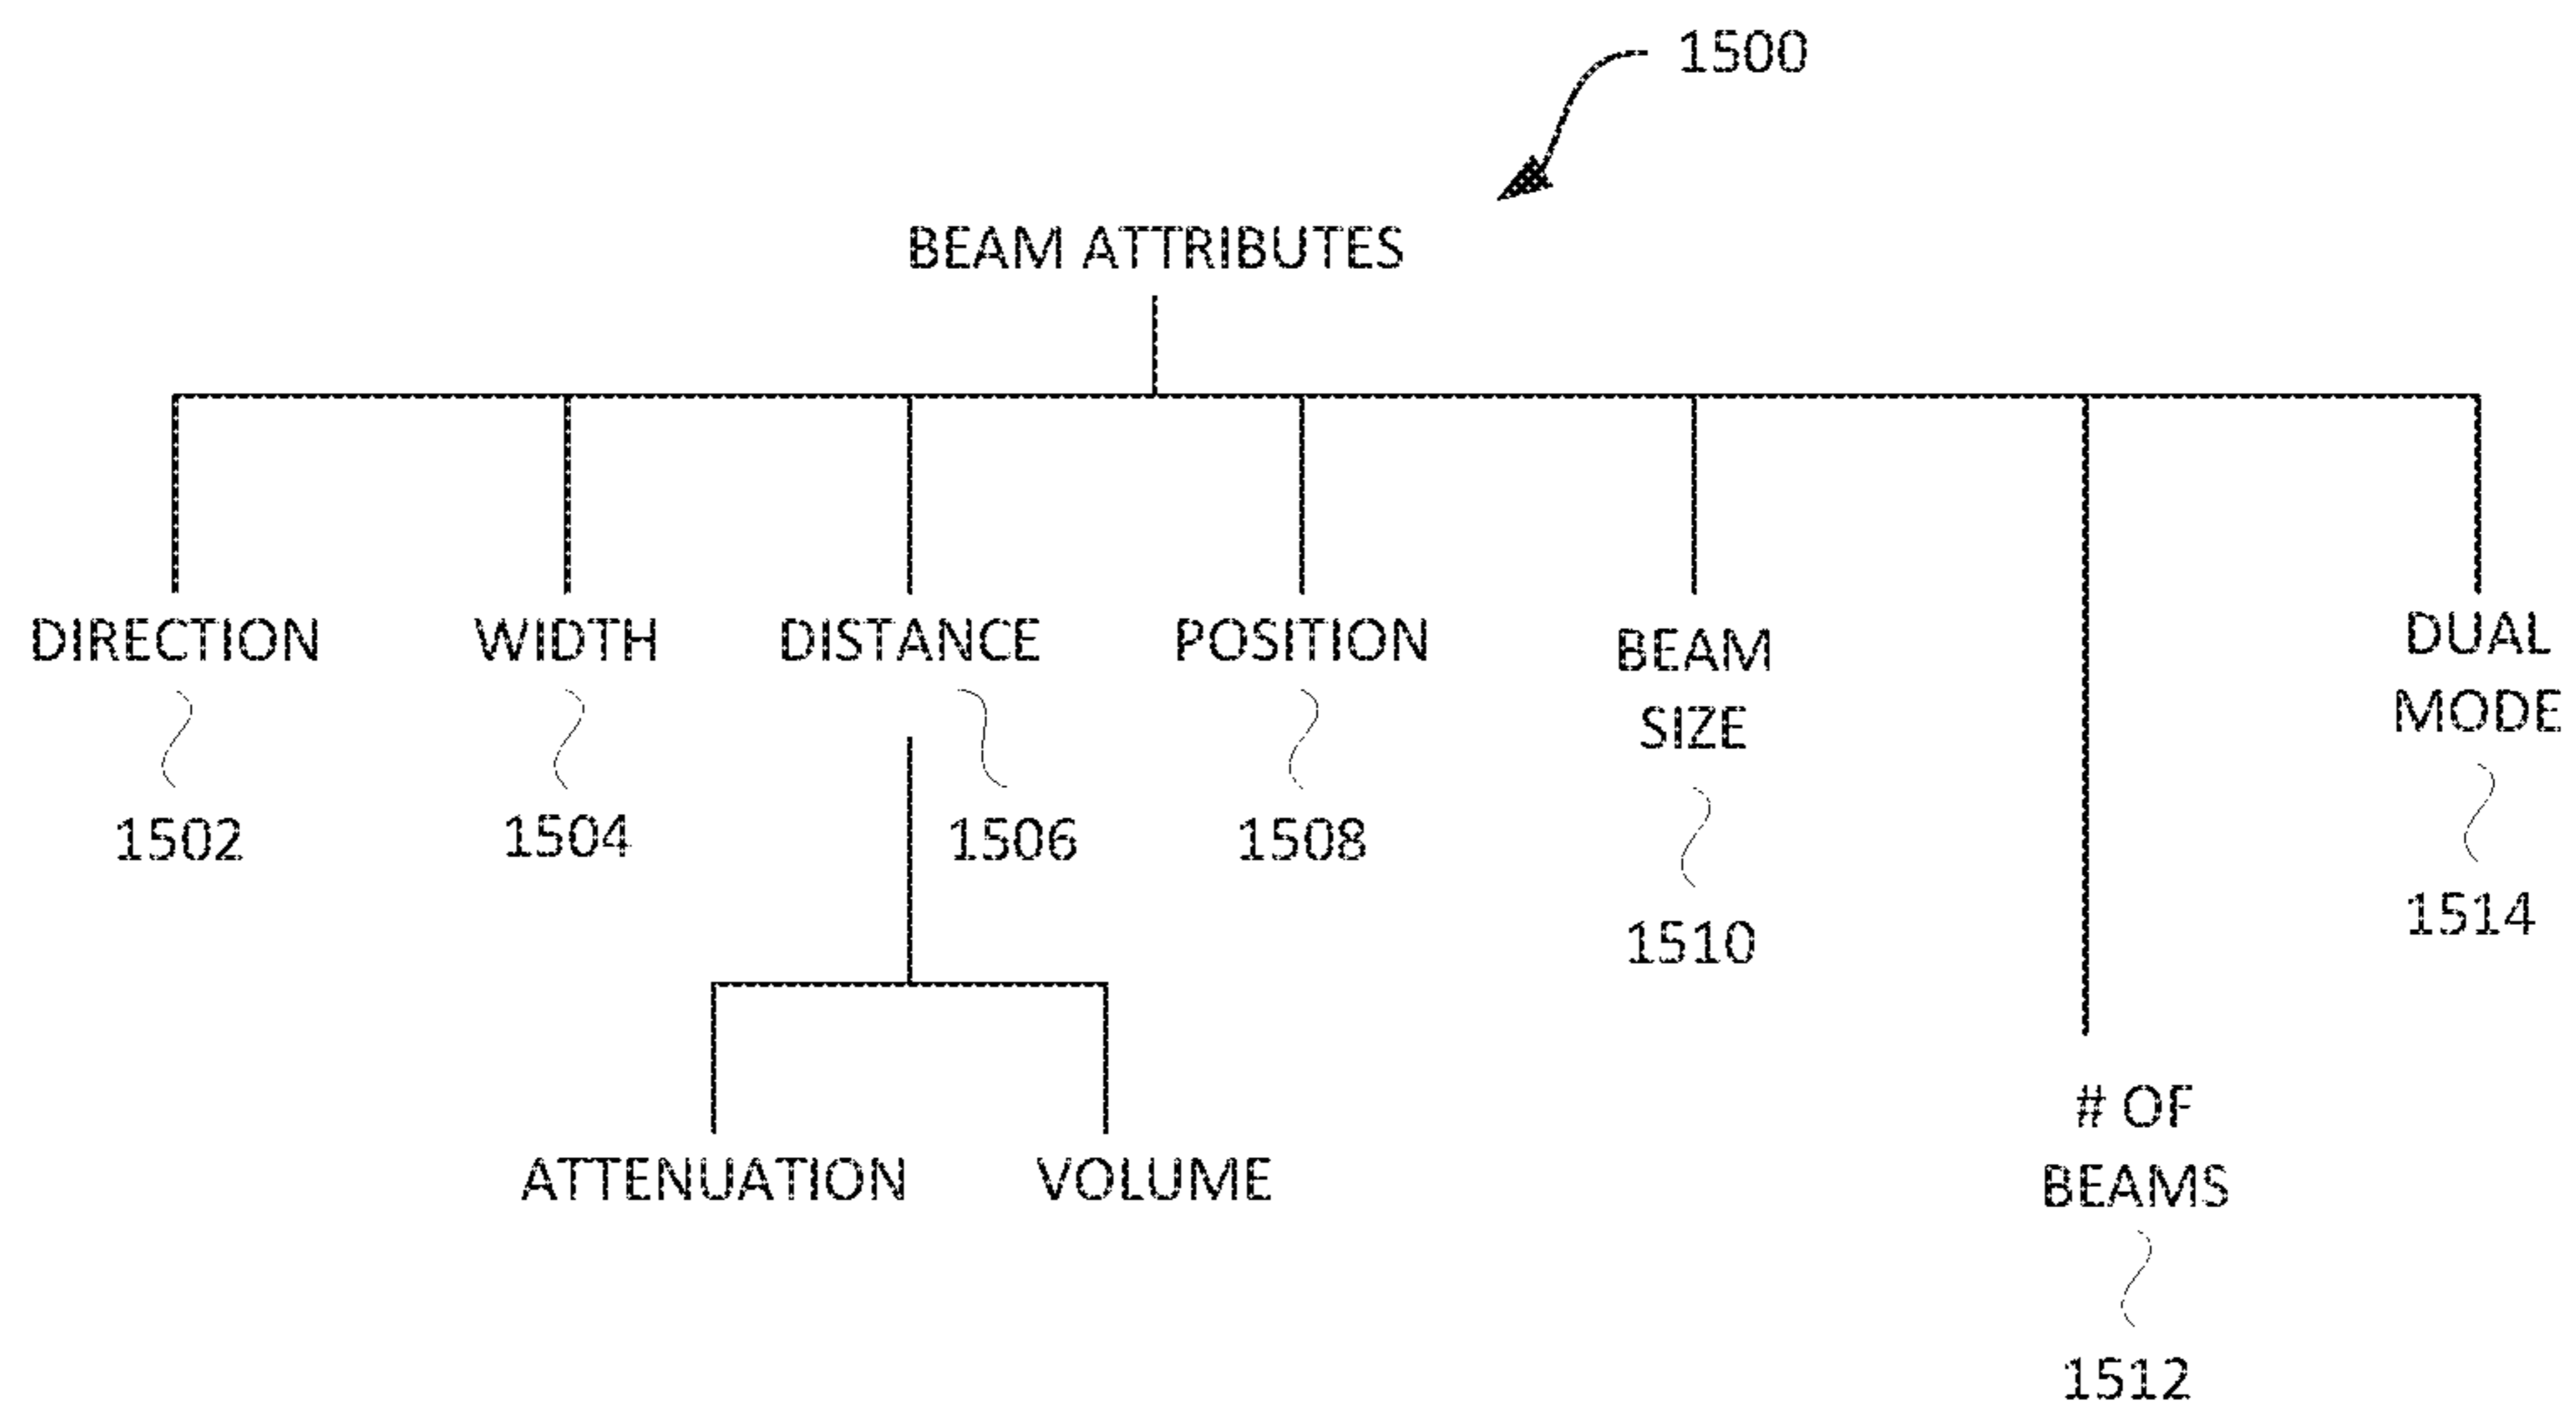 1500
BEAM ATTRIBUTES
DIRECTION
WIDTH
DISTANCE
POSITION
BEAM
SIZE
DUAL
MODE
1502
1504
1506
1508
1510
1514
ATTENUATION
VOLUME
# OF
BEAMS
1512